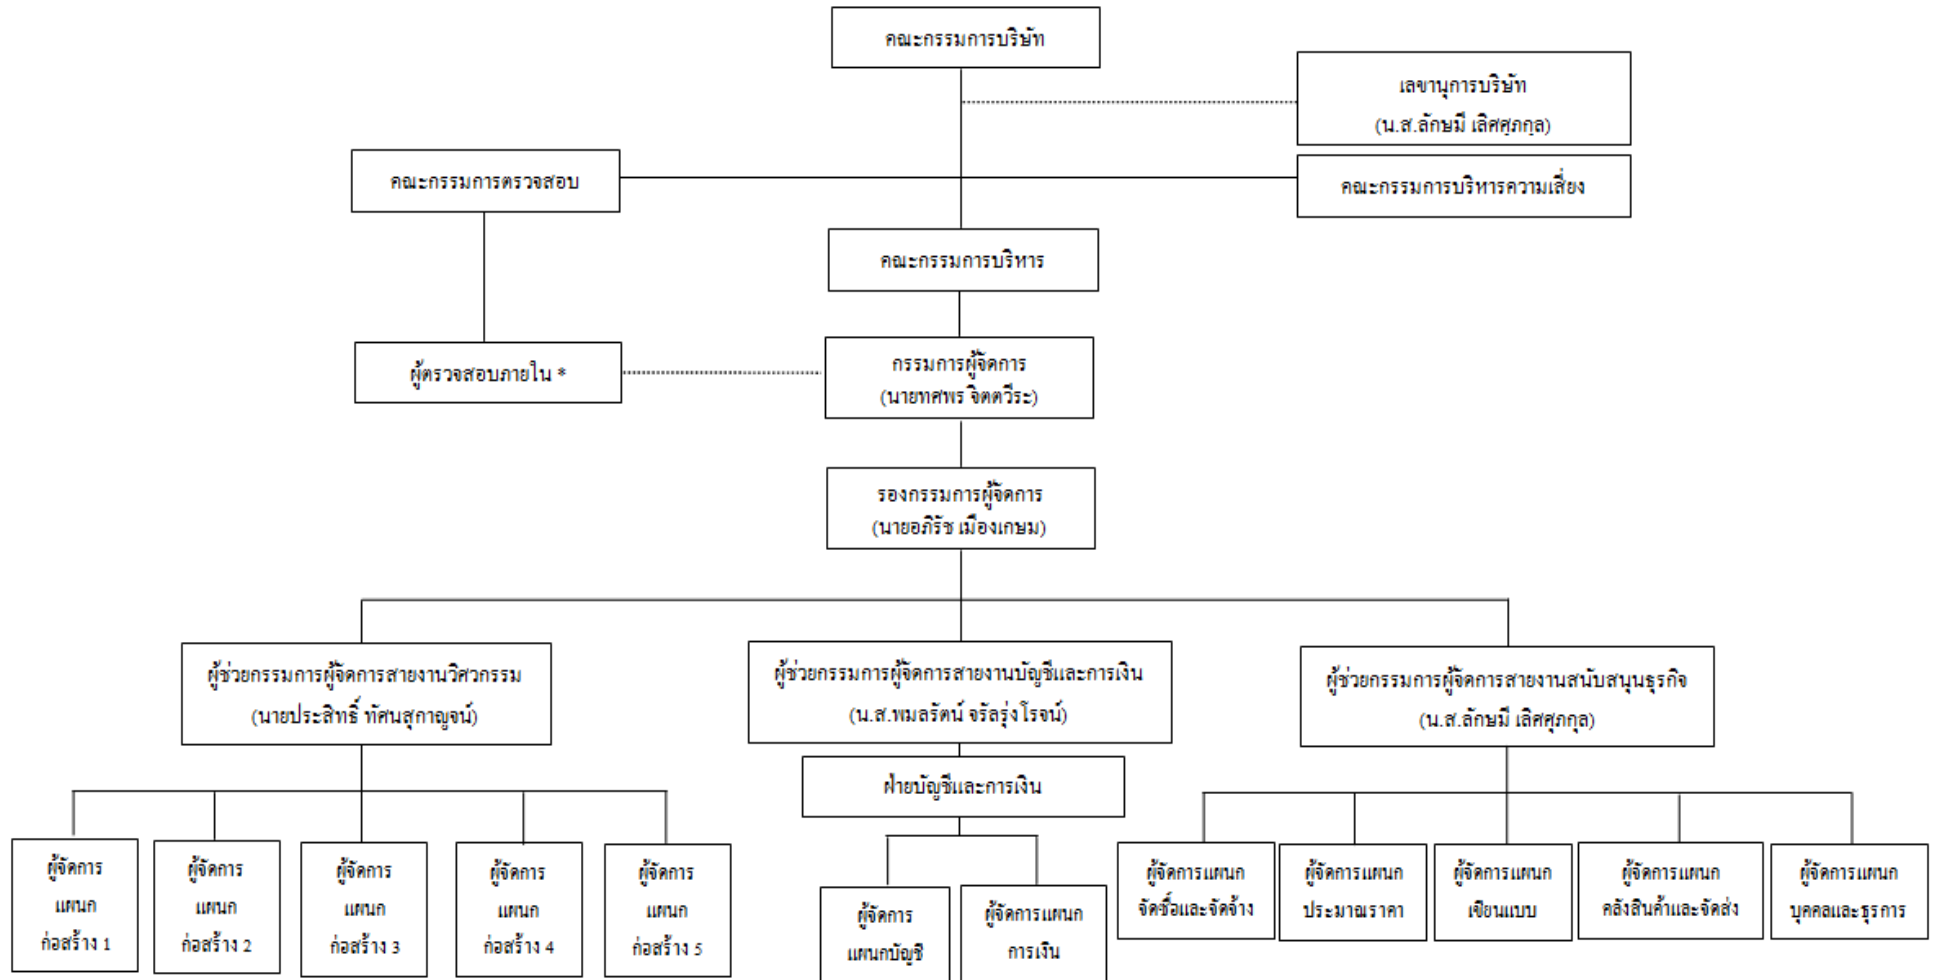 คณะกรรมการบริษัท
เลขานุการบริษัท
(น.ส.ลักษมี เลิศศุภกุล)
คณะกรรมการตรวจสอบ
คณะกรรมการบริหารความเสี่ยง
คณะกรรมการบริหาร
ผู้ตรวจสอบภายใน *
กรรมการผู้จัดการ
(นายทศพร จิตตวีระ)
รองกรรมการผู้จัดการ
(นายอภิรัช เมืองเกษม)
ผู้ช่วยกรรมการผู้จัดการสายงานวิศวกรรม
(นายประสิทธิ์ ทัศนสุกาญจน์)
ผู้ช่วยกรรมการผู้จัดการสายงานบัญชีและการเงิน
(น.ส.พมลรัตน์ จรัลรุ่งโรจน์)
ผู้ช่วยกรรมการผู้จัดการสายงานสนับสนุนธุรกิจ
(น.ส.ลักษมี เลิศศุภกุล)
ฝ่ายบัญชีและการเงิน
ผู้จัดการ
แผนก
ก่อสร้าง 1
ผู้จัดการ
แผนก
ก่อสร้าง 2
ผู้จัดการ
แผนก
ก่อสร้าง 3
ผู้จัดการ
แผนก
ก่อสร้าง 4
ผู้จัดการ
แผนก
ก่อสร้าง 5
ผู้จัดการ
แผนกบัญชี
ผู้จัดการแผนก
การเงิน
ผู้จัดการแผนก
จัดซื้อและจัดจ้าง
ผู้จัดการแผนก
ประมาณราคา
ผู้จัดการแผนก
เขียนแบบ
ผู้จัดการแผนก
คลังสินค้าและจัดส่ง
ผู้จัดการแผนก
บุคคลและธุรการ